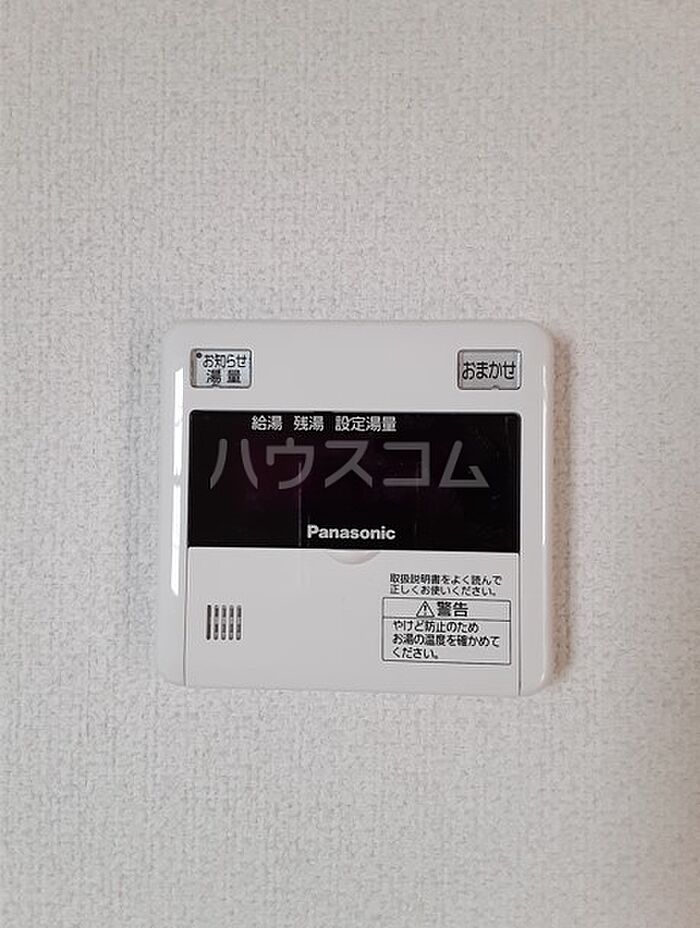 お知らせ
湯量
おまかせ
給湯 残湯 設定湯量
ハウスコム
Panasonic
取扱説明書をよく読んで
正しくお使いください。
⚠警告
やけど防止のため
お湯の温度を確かめて
ください。